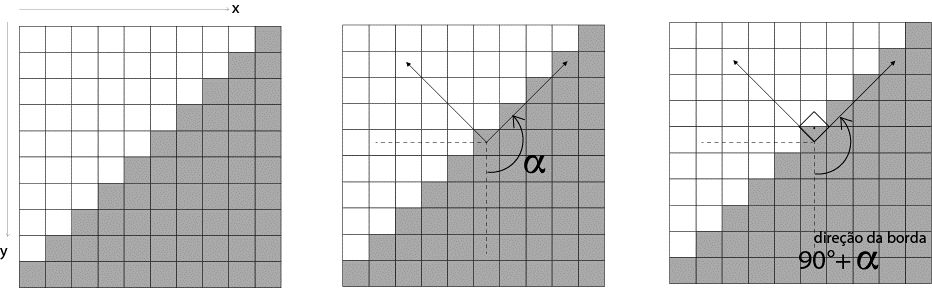 x
y
α
direção da borda
90°+ α